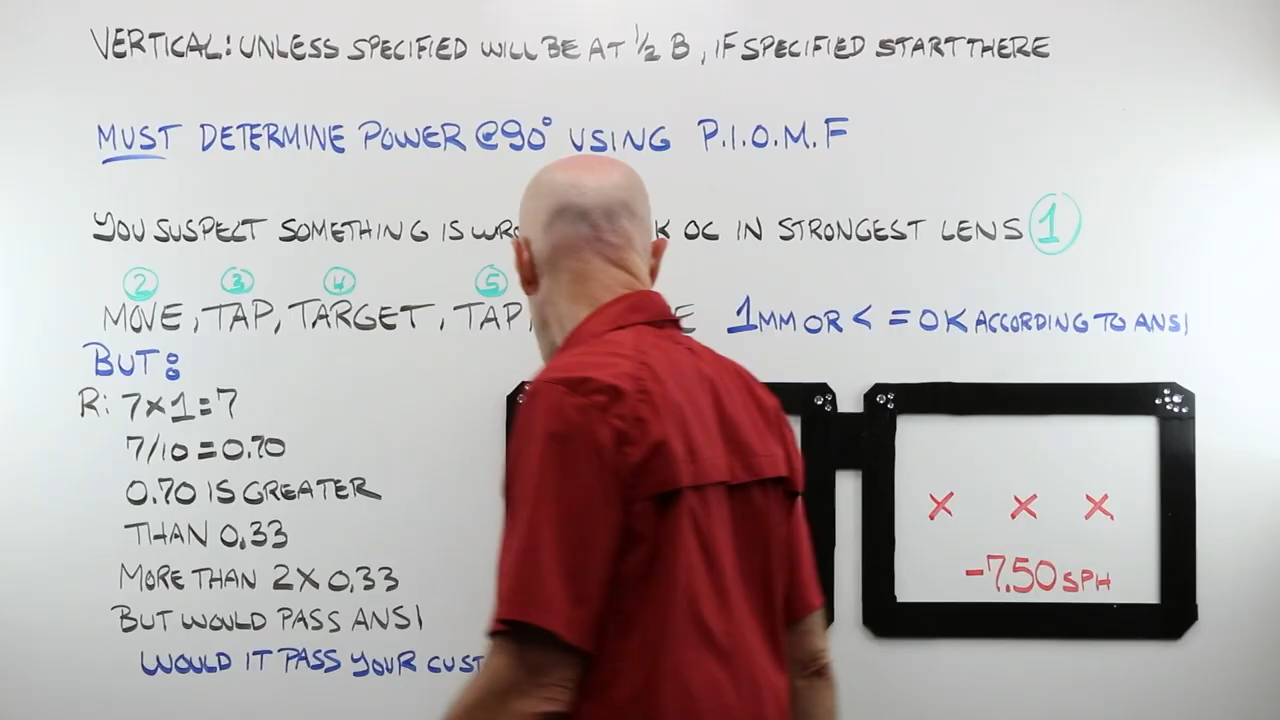 VERTICAL: UNLESS SPECIFIED WILL BE AT 1/2 B, IF SPECIFIED START THERE
MUST DETERMINE POWER @90° USING P.I.O.M.F
YOU SUSPECT SOMETHING IS OC IN STRONGEST LENS 1
2 3 4 5
MOVE, TAP, TARGET, TAP, 1MM OR < = OK ACCORDING TO ANSI
BUT:
R: 7×1=7
7/10=0.70
0.70 IS GREATER
THAN 0.33
MORE THAN 2× 0.33
BUT WOULD PASS ANSI
WOULD IT PASS YOUR
× × ×
-7.50 SPH